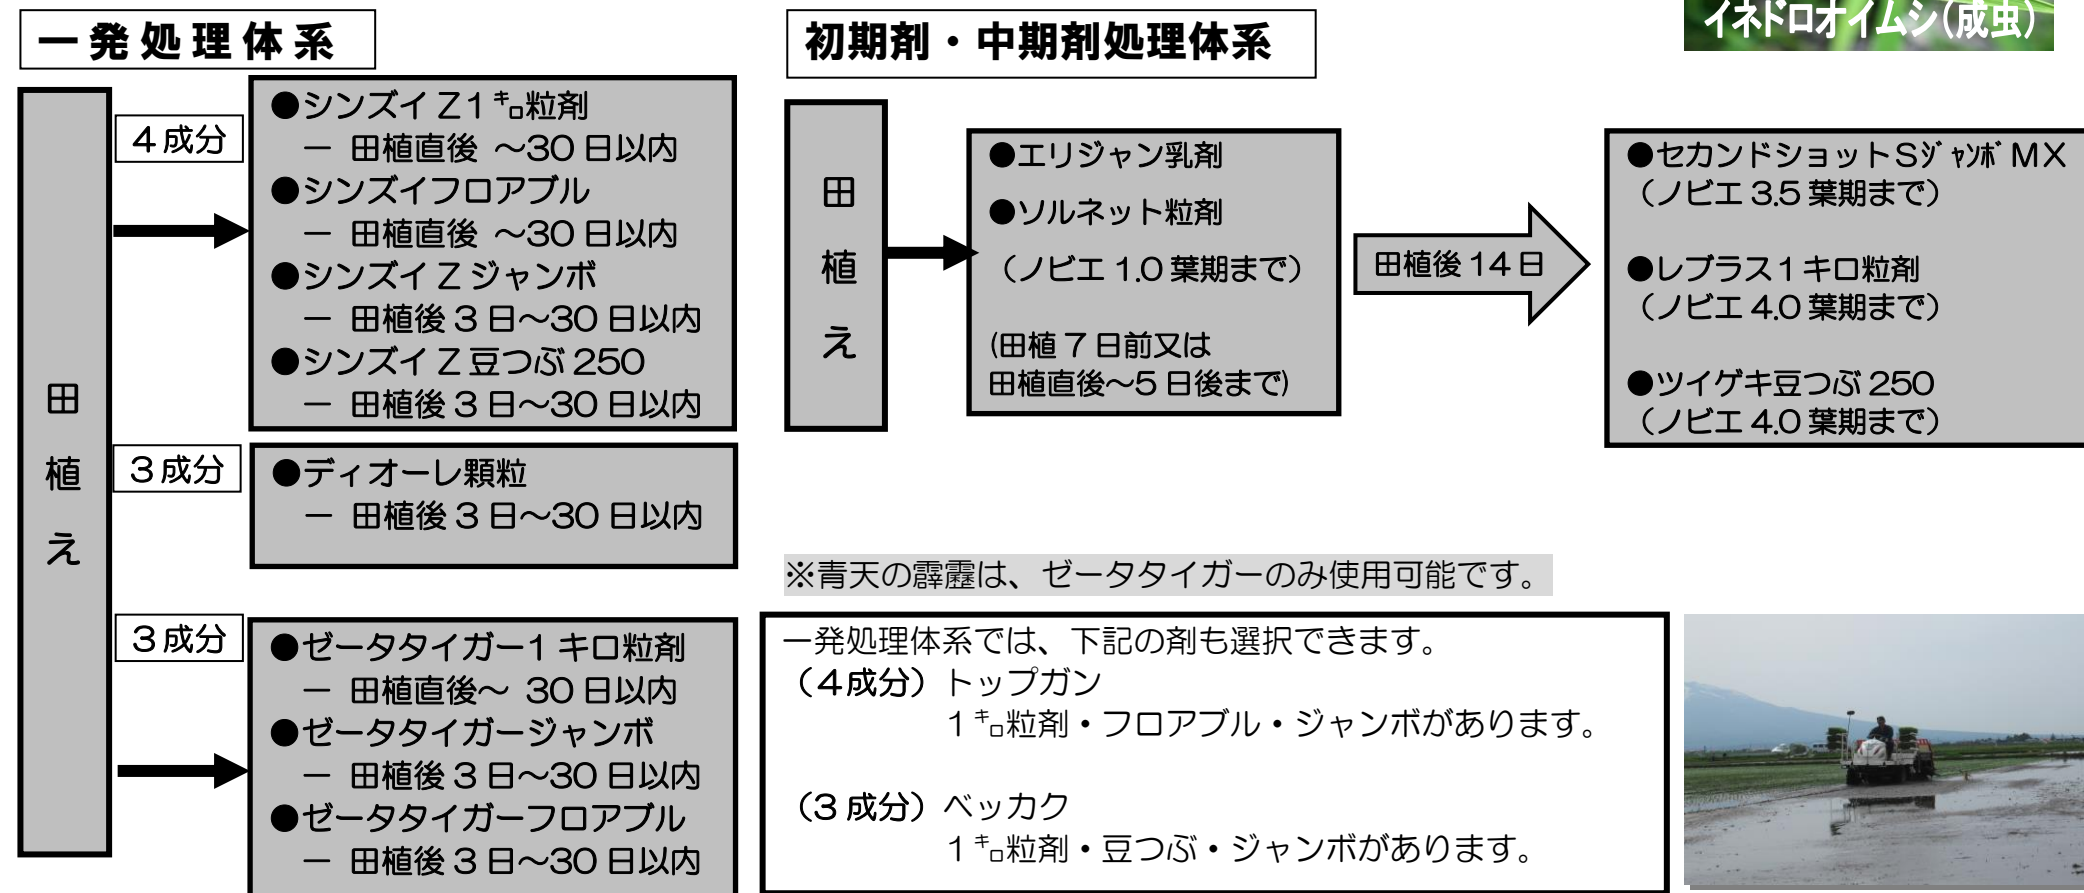 イネドロオイムシ(成虫)
一発処理体系
田植え
4成分
●シンズイZ1㌔粒剤
－ 田植直後 ～30日以内
●シンズイフロアブル
－ 田植直後 ～30日以内
●シンズイZジャンボ
－ 田植後3日～30日以内
●シンズイZ豆つぶ250
－ 田植後3日～30日以内
3成分
●ディオーレ顆粒
－ 田植後3日～30日以内
3成分
●ゼータタイガー1キロ粒剤
－ 田植直後～ 30日以内
●ゼータタイガージャンボ
－ 田植後3日～30日以内
●ゼータタイガーフロアブル
－ 田植後3日～30日以内
初期剤・中期剤処理体系
田植え
●エリジャン乳剤
●ソルネット粒剤
（ノビエ1.0葉期まで）
(田植7日前又は
田植直後～5日後まで)
田植後14日
●セカンドショットSｼﾞｬﾝﾎﾞMX
（ノビエ3.5葉期まで）
●レブラス1キロ粒剤
（ノビエ4.0葉期まで）
●ツイゲキ豆つぶ250
（ノビエ4.0葉期まで）
※青天の霹靂は、ゼータタイガーのみ使用可能です。
一発処理体系では、下記の剤も選択できます。
（4成分）トップガン
1㌔粒剤・フロアブル・ジャンボがあります。
（3成分）ベッカク
1㌔粒剤・豆つぶ・ジャンボがあります。